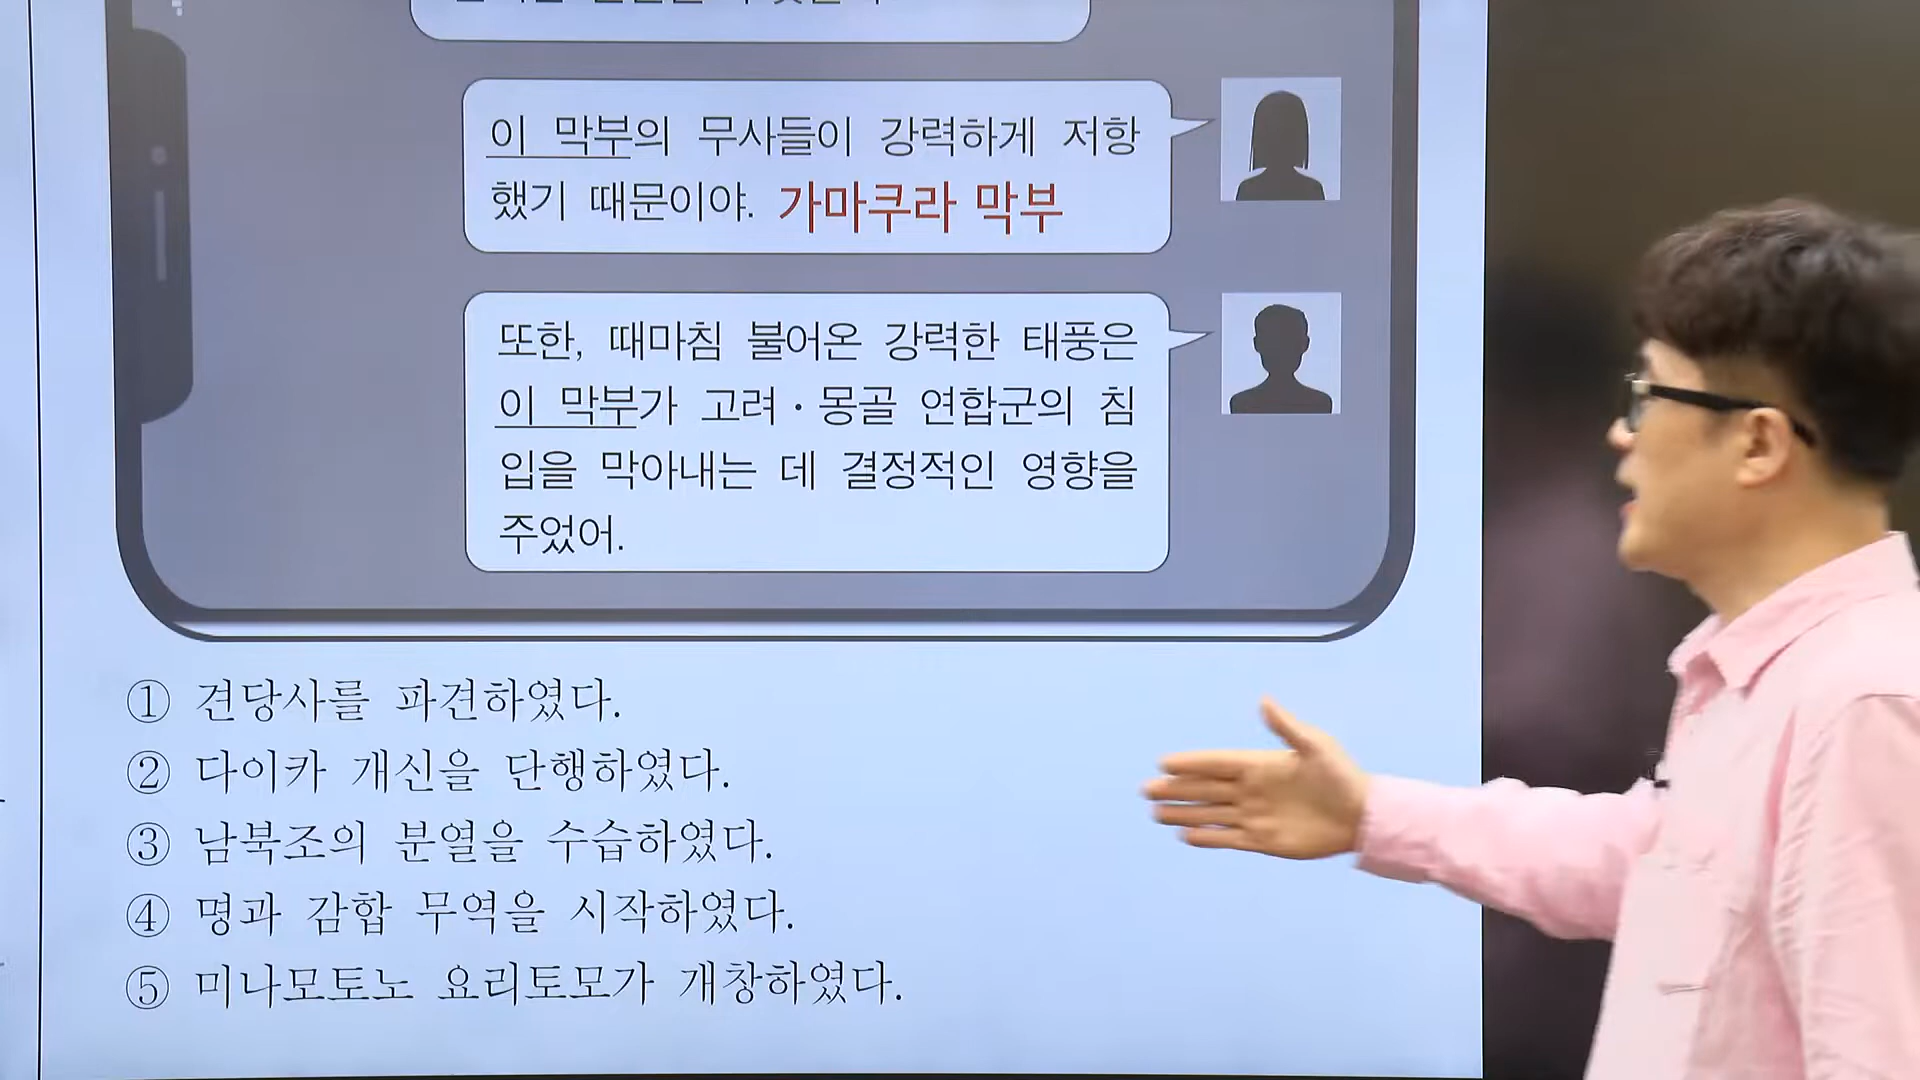 이 막부의 무사들이 강력하게 저항
했기 때문이야. 가마쿠라 막부
또한, 때마침 불어온 강력한 태풍은
이 막부가 고려·몽골 연합군의 침
입을 막아내는 데 결정적인 영향을
주었어.
① 견당사를 파견하였다.
② 다이카 개신을 단행하였다.
③ 남북조의 분열을 수습하였다.
④ 명과 감합 무역을 시작하였다.
⑤ 미나모토노 요리토모가 개창하였다.